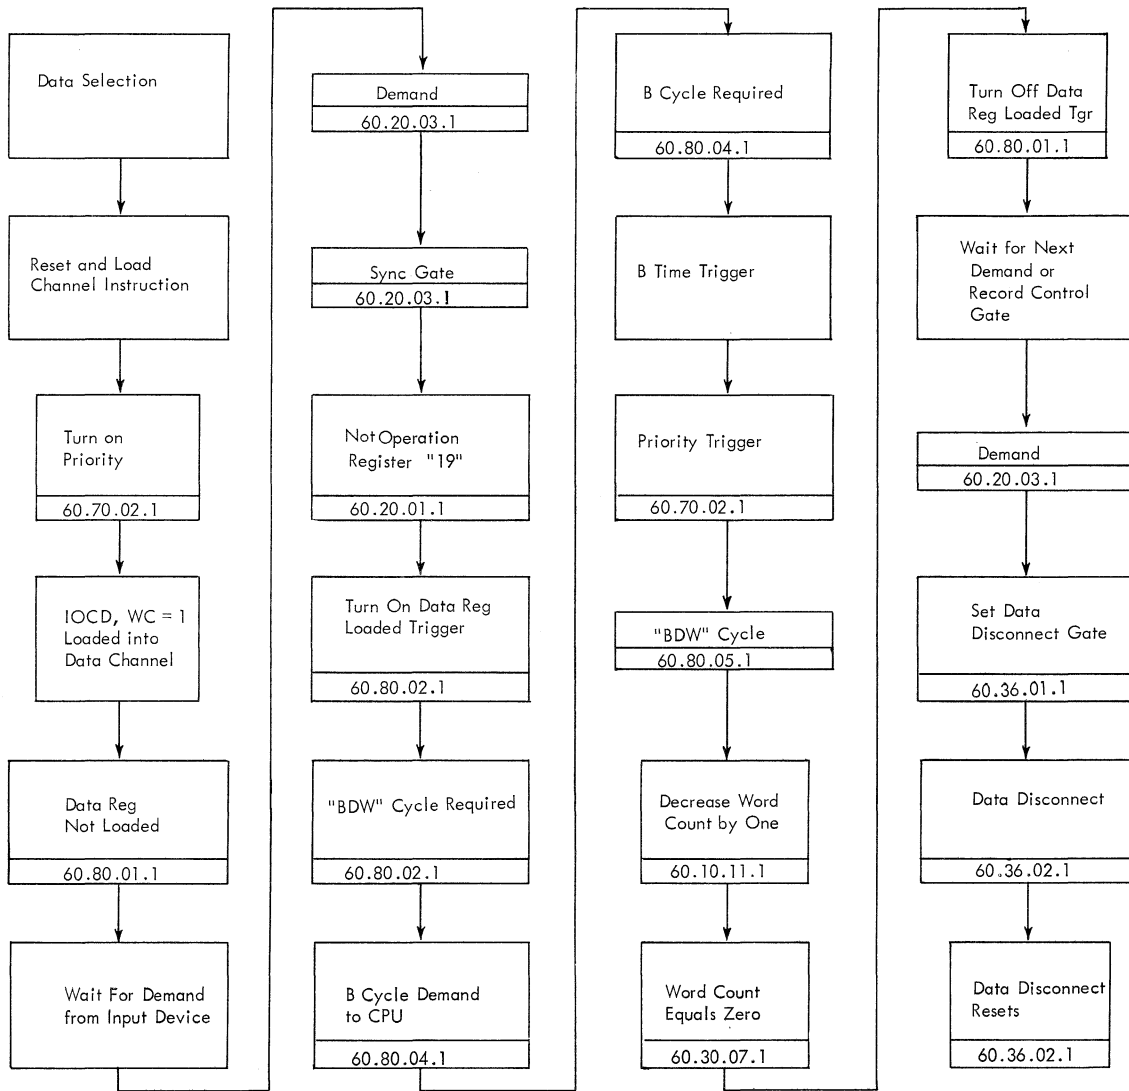 Data Selection
Reset and Load
Channel Instruction
Turn on
Priority
60.70.02.1
IOCD, WC = 1
Loaded into
Data Channel
Data Reg
Not Loaded
60.80.01.1
Wait For Demand
from Input Device
Demand
60.20.03.1
Sync Gate
60.20.03.1
Not Operation
Register "19"
60.20.01.1
Turn On Data Reg
Loaded Trigger
60.80.02.1
"BDW" Cycle Required
60.80.02.1
B Cycle Demand
to CPU
60.80.04.1
B Cycle Required
60.80.04.1
B Time Trigger
Priority Trigger
60.70.02.1
"BDW" Cycle
60.80.05.1
Decrease Word
Count by One
60.10.11.1
Word Count
Equals Zero
60.30.07.1
Turn Off Data
Reg Loaded Tgr
60.80.01.1
Wait for Next
Demand or
Record Control
Gate
Demand
60.20.03.1
Set Data
Disconnect Gate
60.36.01.1
Data Disconnect
60.36.02.1
Data Disconnect
Resets
60.36.02.1